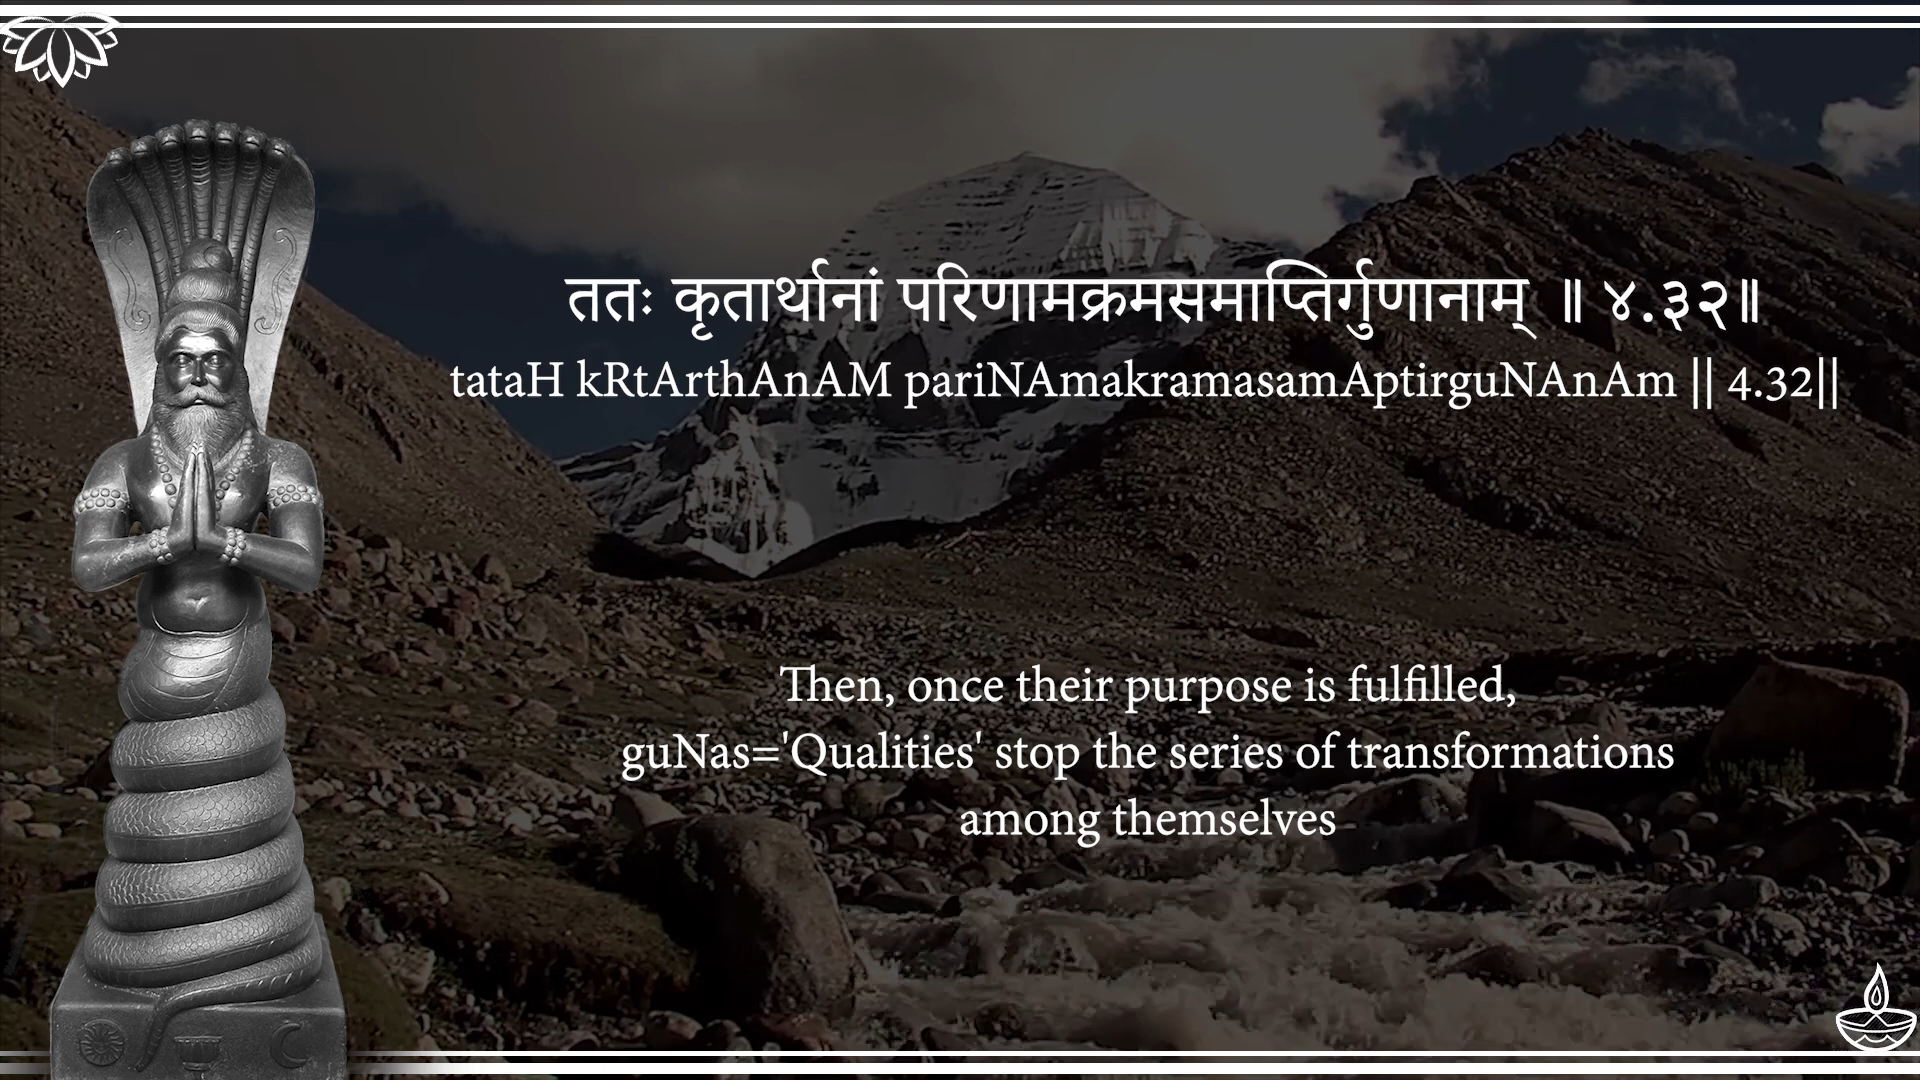 ततः कृतार्थानां परिणामक्रमसमाप्तिर्गुणानाम् ॥ ४.३२॥
tataH kRtArthAnAM pariNAmakramasamAptirguNAnAm || 4.32||
Then, once their purpose is fulfilled,
guNas='Qualities' stop the series of transformations
among themselves